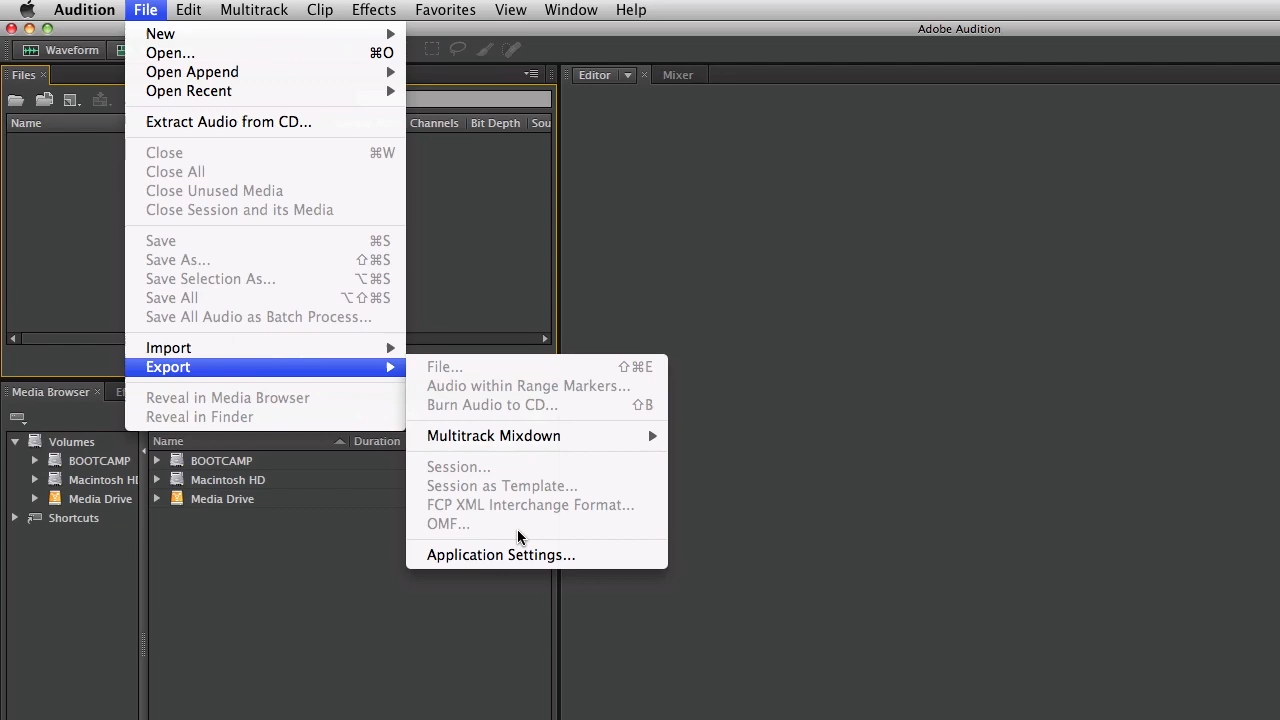 Audition File Edit Multitrack Clip Effects Favorites View Window Help
Adobe Audition
Waveform
Files
Editor
Mixer
Name Channels Bit Depth Sou
New
Open... ⌘O
Open Append
Open Recent
Extract Audio from CD...
Close ⌘W
Close All
Close Unused Media
Close Session and its Media
Save ⌘S
Save As... ⇧⌘S
Save Selection As... ⌥⌘S
Save All ⌥⇧⌘S
Save All Audio as Batch Process...
Import
Export
Reveal in Media Browser
Reveal in Finder
File... ⇧⌘E
Audio within Range Markers...
Burn Audio to CD... ⇧B
Multitrack Mixdown
Session...
Session as Template...
FCP XML Interchange Format...
OMF...
Application Settings...
Media Browser
Volumes
BOOTCAMP
Macintosh HD
Media Drive
Shortcuts
Name Duration
BOOTCAMP
Macintosh HD
Media Drive